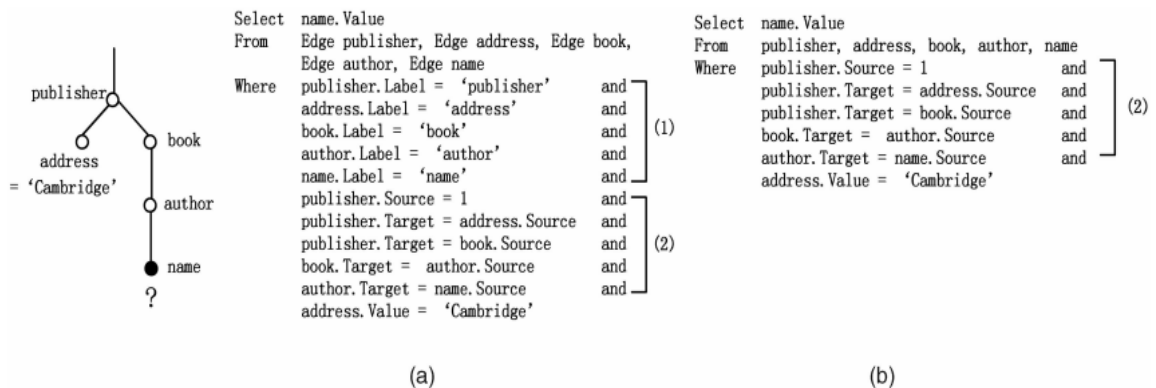 publisher
address
= ‘Cambridge’
book
author
name
?
Select name.Value
From Edge publisher, Edge address, Edge book,
Edge author, Edge name
Where publisher.Label = ‘publisher’ and
address.Label = ‘address’ and
book.Label = ‘book’ and
author.Label = ‘author’ and
name.Label = ‘name’ and
(1)
publisher.Source = 1 and
publisher.Target = address.Source and
publisher.Target = book.Source and
book.Target = author.Source and
author.Target = name.Source and
(2)
address.Value = ‘Cambridge’
(a)
Select name.Value
From publisher, address, book, author, name
Where publisher.Source = 1 and
publisher.Target = address.Source and
publisher.Target = book.Source and
book.Target = author.Source and
author.Target = name.Source and
(2)
address.Value = ‘Cambridge’
(b)